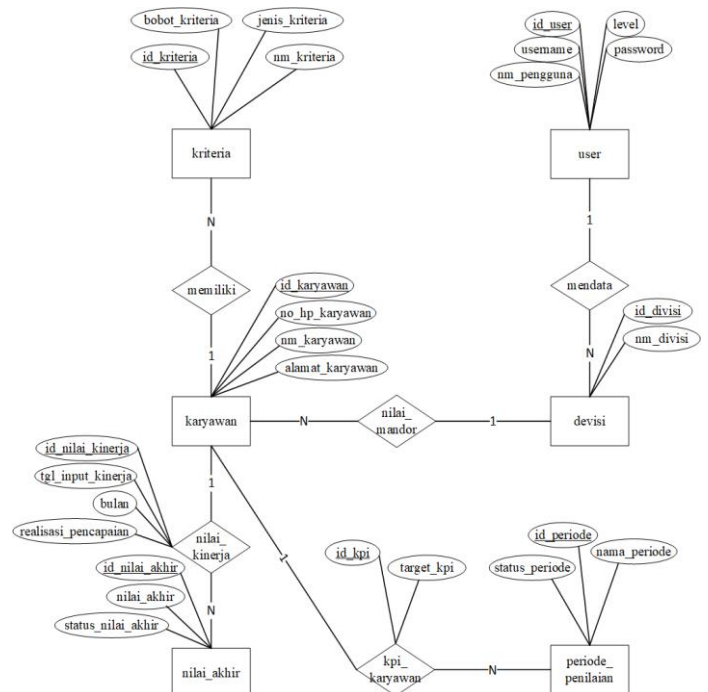 bobot_kriteria
jenis_kriteria
id_kriteria
nm_kriteria
kriteria
N
memiliki
1
id_user
level
username
password
nm_pengguna
user
1
mendata
N
id_divisi
nm_divisi
devisi
id_karyawan
no_hp_karyawan
nm_karyawan
alamat_karyawan
karyawan
N
nilai_
mandor
1
id_nilai_kinerja
tgl_input_kinerja
bulan
realisasi_pencapaian
1
nilai_
kinerja
N
id_nilai_akhir
nilai_akhir
status_nilai_akhir
nilai_akhir
1
id_kpi
target_kpi
kpi_
karyawan
N
id_periode
nama_periode
status_periode
periode_
penilaian